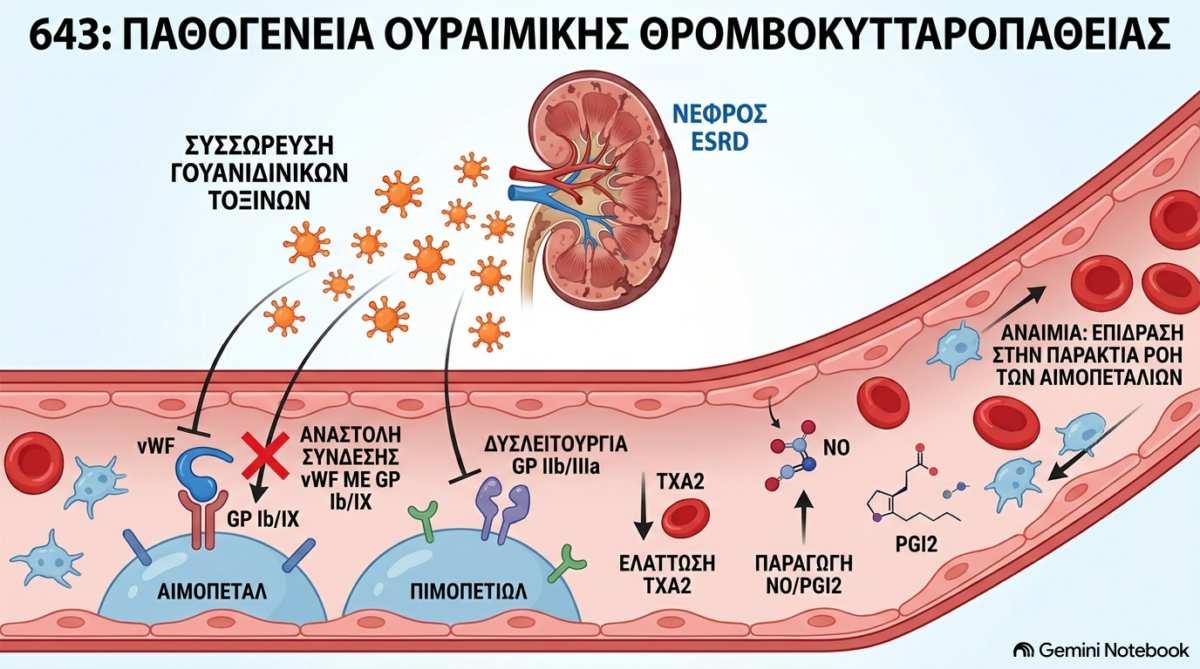 643: ΠΑΘΟΓΕΝΕΙΑ ΟΥΡΑΙΜΙΚΗΣ ΘΡΟΜΒΟΚΥΤΤΑΡΟΠΑΘΕΙΑΣ
ΣΥΣΣΩΡΕΥΣΗ
ΓΟΥΑΝΙΔΙΝΙΚΩΝ
ΤΟΞΙΝΩΝ
ΝΕΦΡΟΣ
ESRD
ΑΝΑΙΜΙΑ: ΕΠΙΔΡΑΣΗ
ΣΤΗΝ ΠΑΡΑΚΤΙΑ ΡΟΗ
ΤΩΝ ΑΙΜΟΠΕΤΑΛΙΩΝ
vWF
ΑΝΑΣΤΟΛΗ
ΣΥΝΔΕΣΗΣ
vWF ΜΕ GP
Ib/IX
GP Ib/IX
ΔΥΣΛΕΙΤΟΥΡΓΙΑ
GP IIb/IIIa
TXA2
ΕΛΑΤΤΩΣΗ
TXA2
NO
ΠΑΡΑΓΩΓΗ
NO/PGI2
PGI2
ΑΙΜΟΠΕΤΑΛ
ΠΙΜΟΠΕΤΙΩΛ
Gemini Notebook